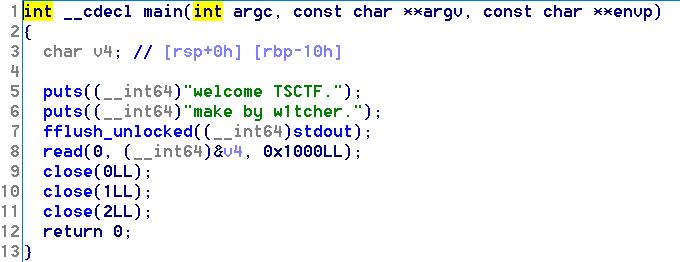 1 int __cdecl main(int argc, const char **argv, const char **envp)
2 {
3   char v4; // [rsp+0h] [rbp-10h]
4
5   puts((__int64)"welcome TSCTF.");
6   puts((__int64)"make by w1tcher.");
7   fflush_unlocked((__int64)stdout);
8   read(0, (__int64)&v4, 0x1000LL);
9   close(0LL);
10   close(1LL);
11   close(2LL);
12   return 0;
13 }